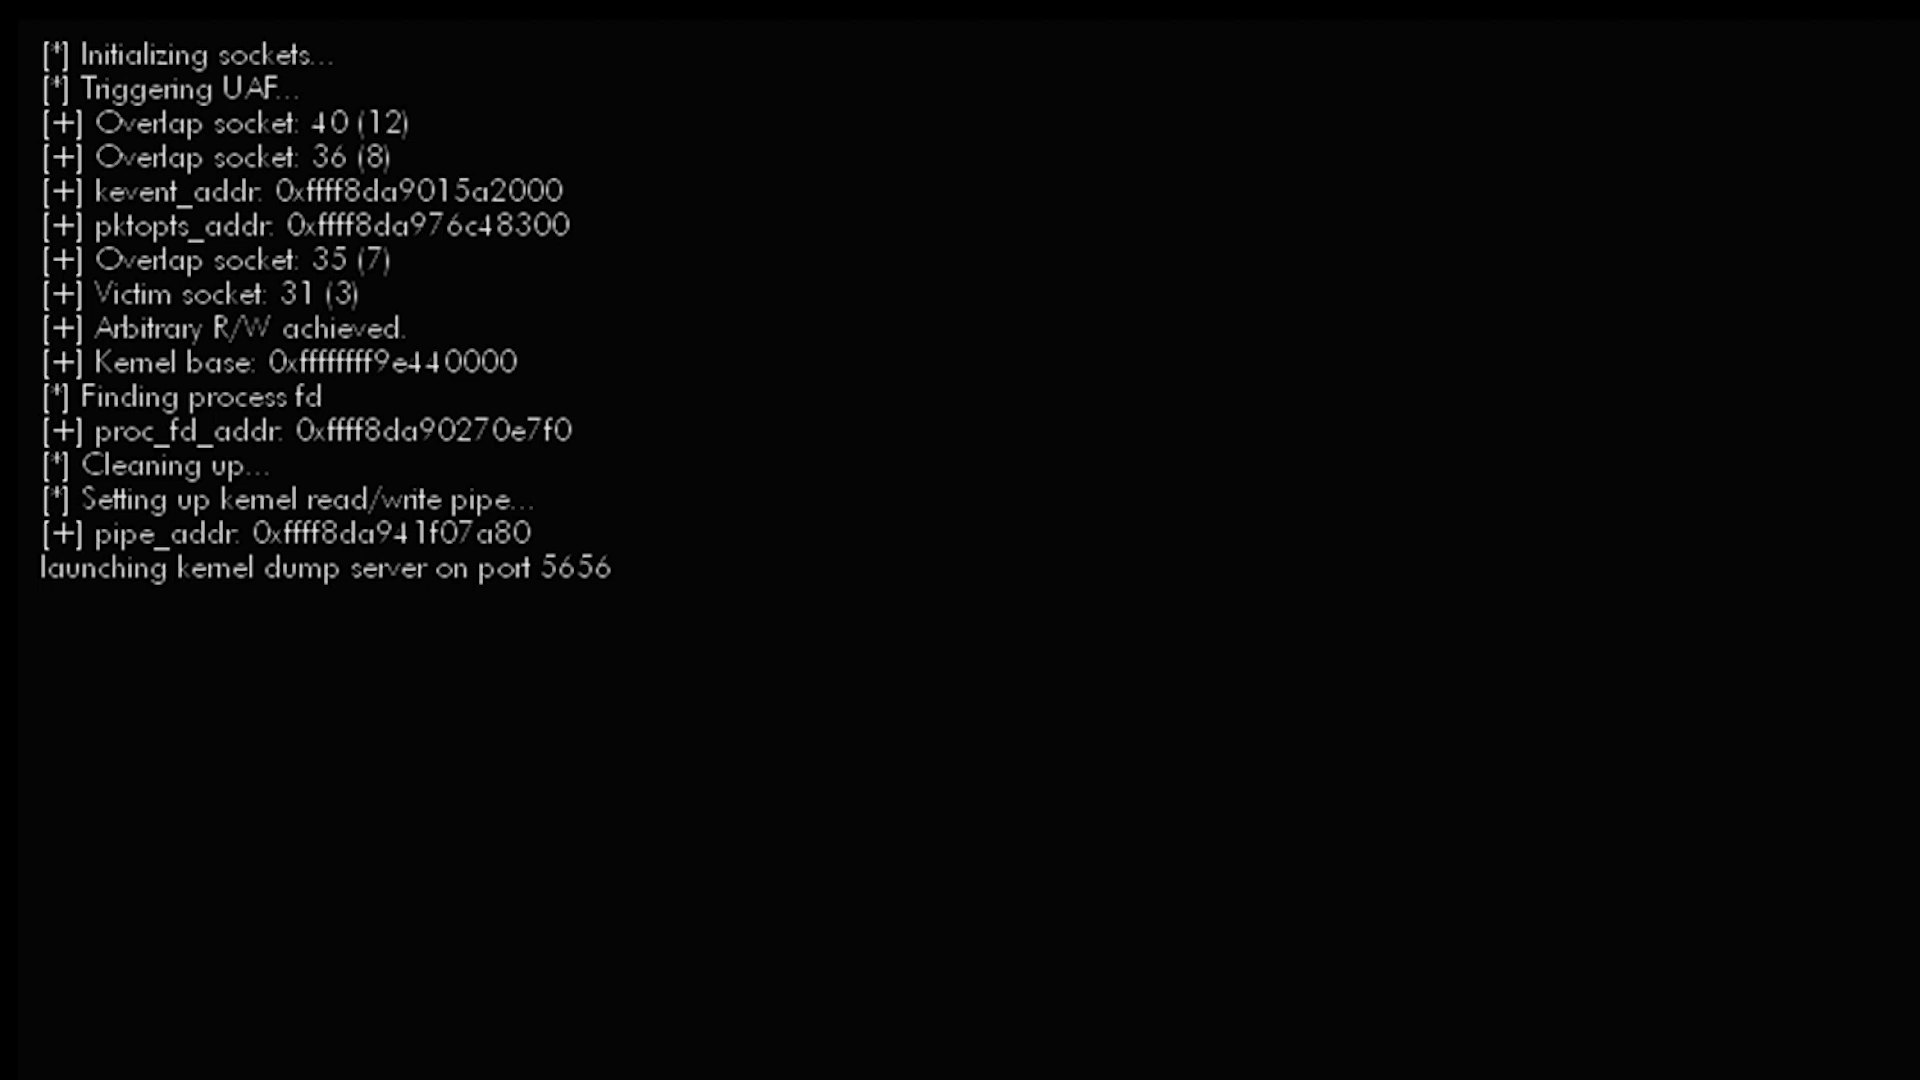 [*] Initializing sockets...
[*] Triggering UAF...
[+] Overlap socket: 40 (12)
[+] Overlap socket: 36 (8)
[+] kevent_addr: 0xffff8da9015a2000
[+] pktopts_addr: 0xffff8da976c48300
[+] Overlap socket: 35 (7)
[+] Victim socket: 31 (3)
[+] Arbitrary R/W achieved.
[+] Kernel base: 0xffffffff9e440000
[*] Finding process fd
[+] proc_fd_addr: 0xffff8da90270e7f0
[*] Cleaning up...
[*] Setting up kernel read/write pipe...
[+] pipe_addr: 0xffff8da941f07a80
launching kernel dump server on port 5656